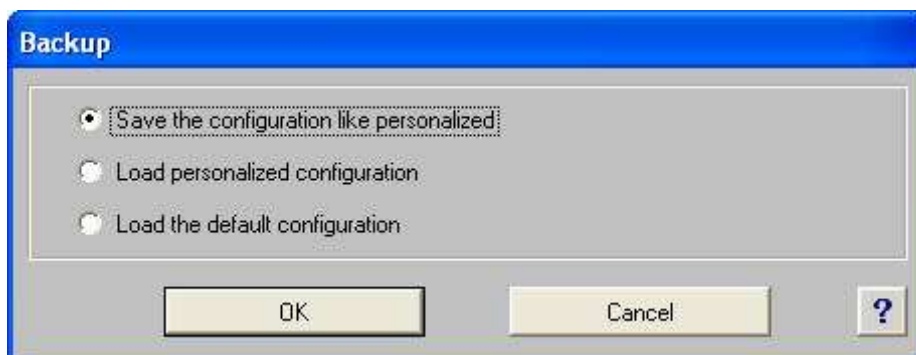 Backup
Save the configuration like personalized
Load personalized configuration
Load the default configuration
OK
Cancel
?